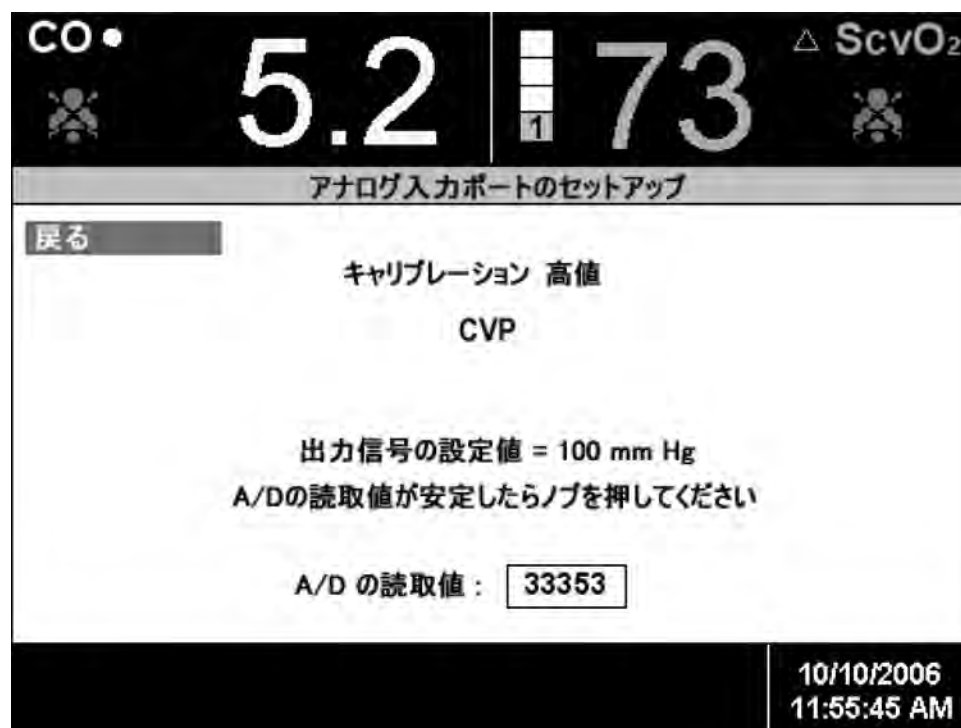 CO
5.2
1
73
ScvO₂
アナログ入力ポートのセットアップ
戻る
キャリブレーション 高値
CVP
出力信号の設定値 = 100 mm Hg
A/Dの読取値が安定したらノブを押してください
A/D の読取値 : 33353
10/10/2006
11:55:45 AM